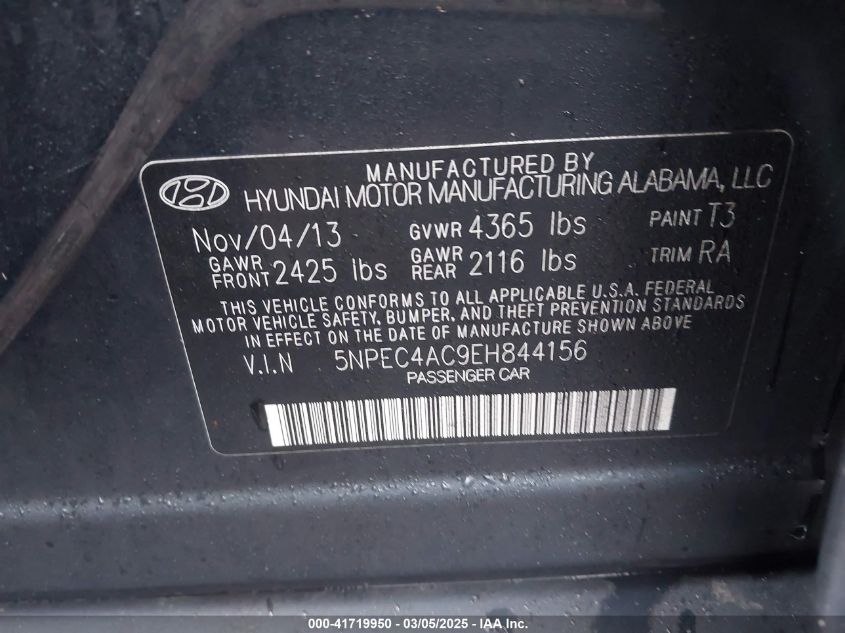 MANUFACTURED BY
HYUNDAI MOTOR MANUFACTURING ALABAMA, LLC
Nov/04/13 GVWR 4365 lbs PAINT T3
GAWR FRONT 2425 lbs GAWR REAR 2116 lbs TRIM RA
THIS VEHICLE CONFORMS TO ALL APPLICABLE U.S.A. FEDERAL
MOTOR VEHICLE SAFETY, BUMPER, AND THEFT PREVENTION STANDARDS
IN EFFECT ON THE DATE OF MANUFACTURE SHOWN ABOVE
V.I.N 5NPEC4AC9EH844156
PASSENGER CAR
000-41719950 — 03/05/2025 — IAA Inc.